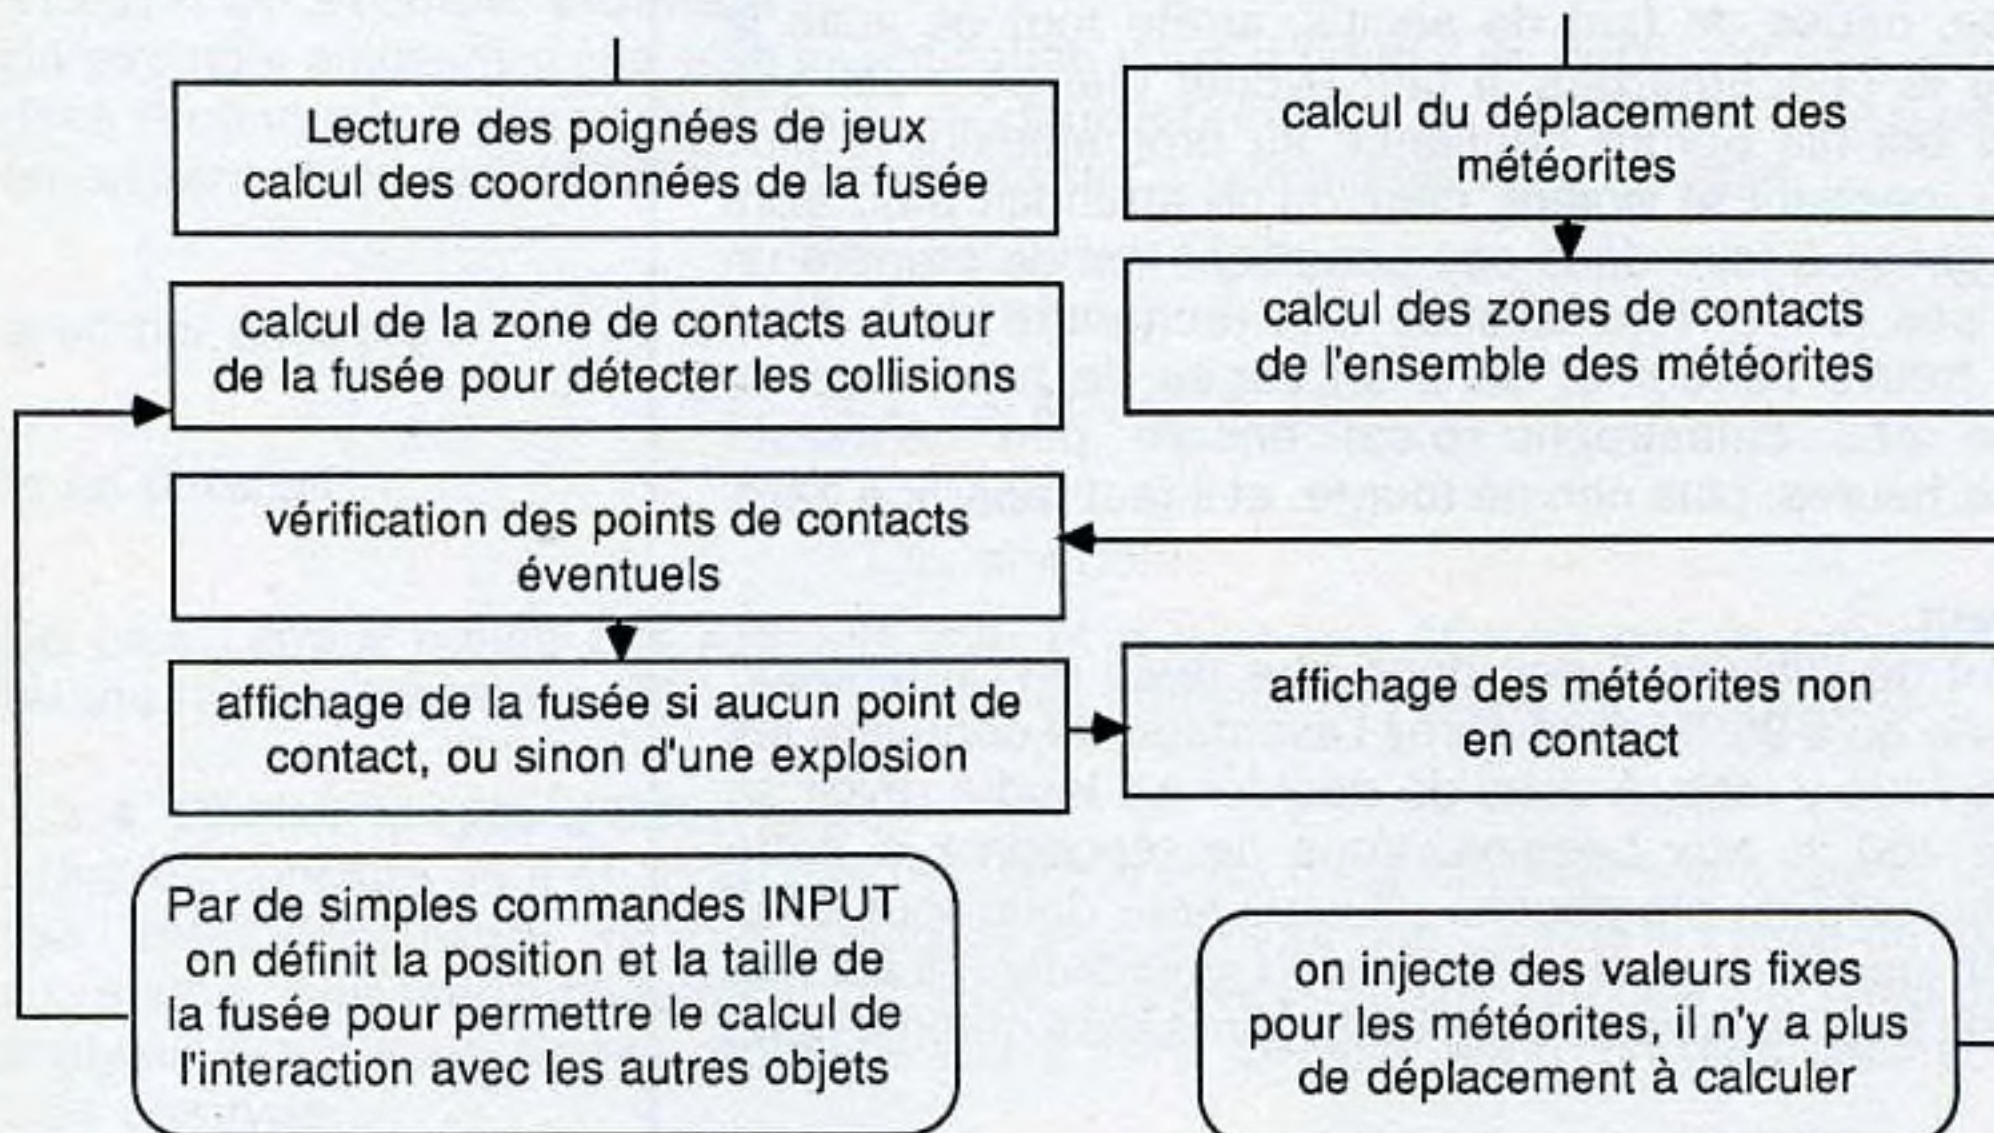 Lecture des poignées de jeux
calcul des coordonnées de la fusée
calcul du déplacement des
météorites
calcul de la zone de contacts autour
de la fusée pour détecter les collisions
calcul des zones de contacts
de l'ensemble des météorites
vérification des points de contacts
éventuels
affichage de la fusée si aucun point de
contact, ou sinon d'une explosion
affichage des météorites non
en contact
Par de simples commandes INPUT
on définit la position et la taille de
la fusée pour permettre le calcul de
l'interaction avec les autres objets
on injecte des valeurs fixes
pour les météorites, il n'y a plus
de déplacement à calculer